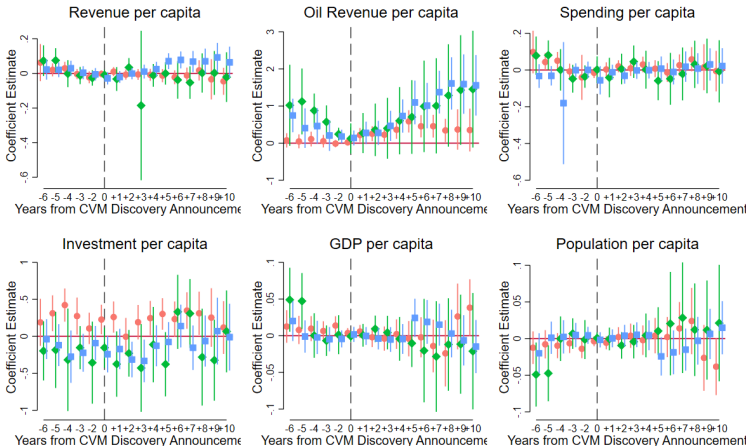 Revenue per capita
Coefficient Estimate
.2
0
-.2
-.4
-.6
-6 -5 -4 -3 -2 -1 0 +1 +2 +3 +4 +5 +6 +7 +8 +9 +10
Years from CVM Discovery Announceme
Oil Revenue per capita
Coefficient Estimate
3
2
1
0
-1
-6 -5 -4 -3 -2 -1 0 +1 +2 +3 +4 +5 +6 +7 +8 +9 +10
Years from CVM Discovery Announceme
Spending per capita
Coefficient Estimate
.2
0
-.2
-.4
-.6
-6 -5 -4 -3 -2 -1 0 +1 +2 +3 +4 +5 +6 +7 +8 +9 +10
Years from CVM Discovery Announcement
Investment per capita
Coefficient Estimate
1
.5
0
-.5
-1
-6 -5 -4 -3 -2 -1 0 +1 +2 +3 +4 +5 +6 +7 +8 +9 +10
Years from CVM Discovery Announceme
GDP per capita
Coefficient Estimate
.1
.05
0
-.05
-.1
-6 -5 -4 -3 -2 -1 0 +1 +2 +3 +4 +5 +6 +7 +8 +9 +10
Years from CVM Discovery Announceme
Population per capita
Coefficient Estimate
.1
.05
0
-.05
-.1
-6 -5 -4 -3 -2 -1 0 +1 +2 +3 +4 +5 +6 +7 +8 +9 +10
Years from CVM Discovery Announcement